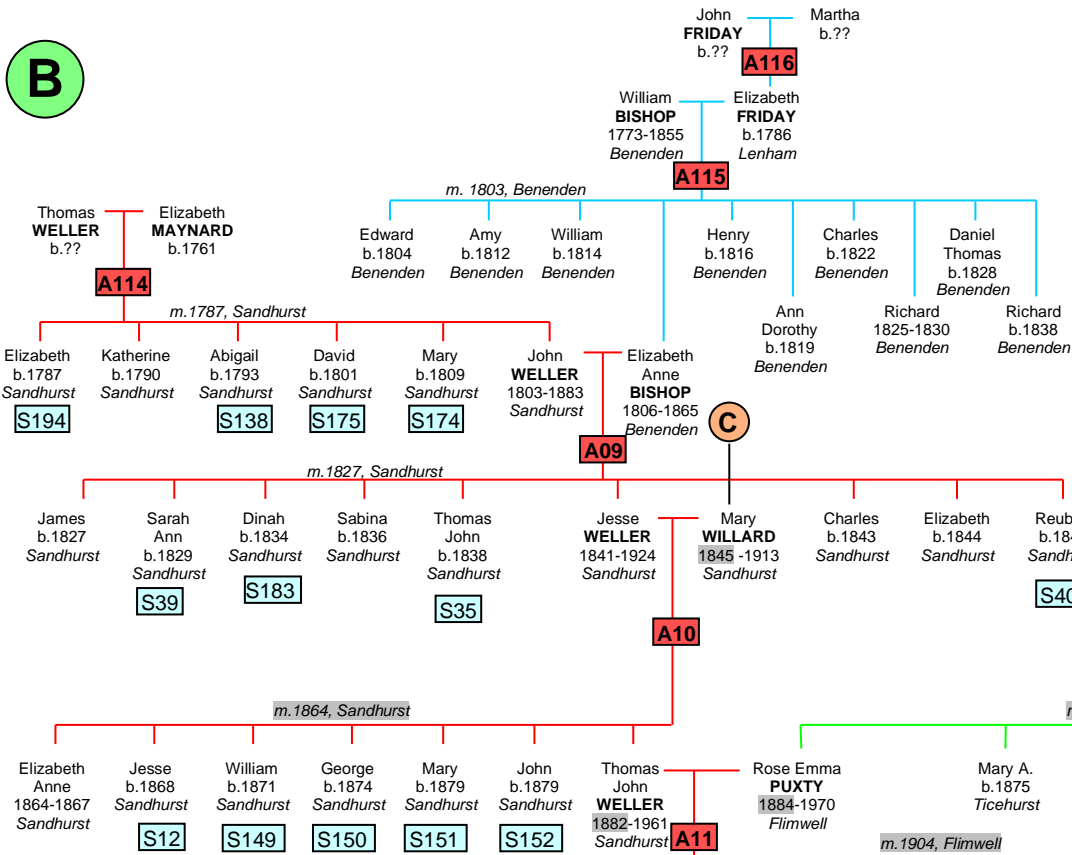 B
John
FRIDAY
b.??
Martha
b.??
A116
William
BISHOP
1773-1855
Benenden
Elizabeth
FRIDAY
b.1786
Lenham
A115
m. 1803, Benenden
Thomas
WELLER
b.??
Elizabeth
MAYNARD
b.1761
A114
m.1787, Sandhurst
Edward
b.1804
Benenden
Amy
b.1812
Benenden
William
b.1814
Benenden
Henry
b.1816
Benenden
Ann
Dorothy
b.1819
Benenden
Charles
b.1822
Benenden
Richard
1825-1830
Benenden
Daniel
Thomas
b.1828
Benenden
Richard
b.1838
Benenden
Elizabeth
b.1787
Sandhurst
S194
Katherine
b.1790
Sandhurst
Abigail
b.1793
Sandhurst
S138
David
b.1801
Sandhurst
S175
Mary
b.1809
Sandhurst
S174
John
WELLER
1803-1883
Sandhurst
Elizabeth
Anne
BISHOP
1806-1865
Benenden
C
A09
m.1827, Sandhurst
James
b.1827
Sandhurst
Sarah
Ann
b.1829
Sandhurst
S39
Dinah
b.1834
Sandhurst
S183
Sabina
b.1836
Sandhurst
Thomas
John
b.1838
Sandhurst
S35
Jesse
WELLER
1841-1924
Sandhurst
Mary
WILLARD
1845 -1913
Sandhurst
Charles
b.1843
Sandhurst
Elizabeth
b.1844
Sandhurst
Reub
b.184
Sandh
S40
A10
m.1864, Sandhurst
Elizabeth
Anne
1864-1867
Sandhurst
Jesse
b.1868
Sandhurst
S12
William
b.1871
Sandhurst
S149
George
b.1874
Sandhurst
S150
Mary
b.1879
Sandhurst
S151
John
b.1879
Sandhurst
S152
Thomas
John
WELLER
1882-1961
Sandhurst
A11
Rose Emma
PUXTY
1884-1970
Flimwell
Mary A.
b.1875
Ticehurst
m.1904, Flimwell